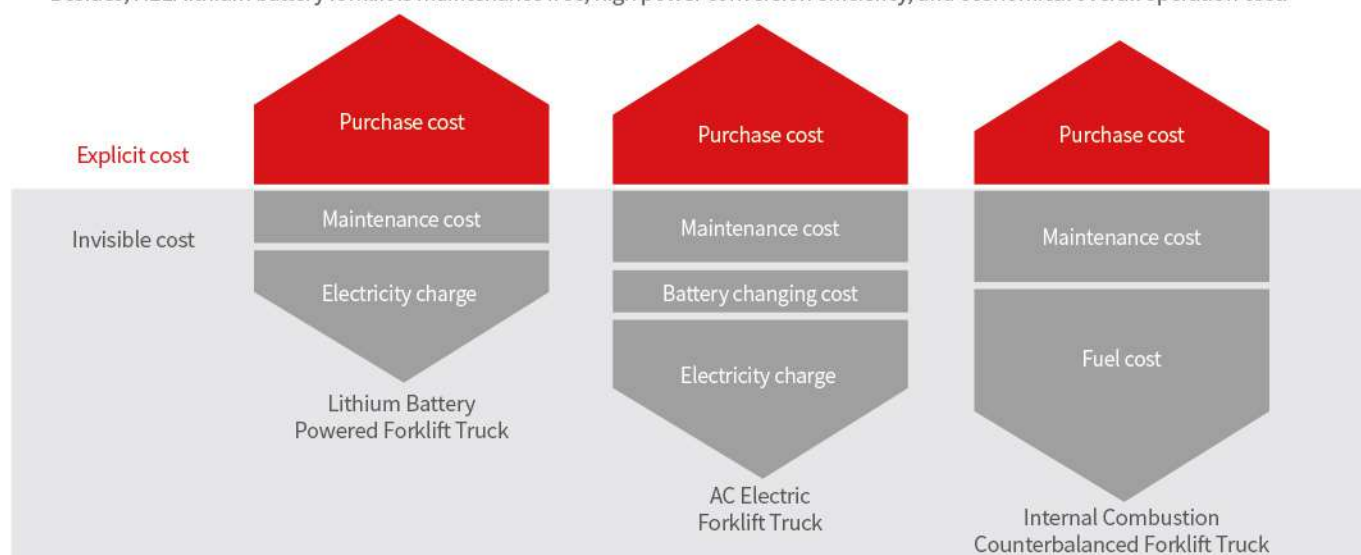 Purchase cost
Purchase cost
Purchase cost
Explicit cost
Invisible cost
Maintenance cost
Maintenance cost
Maintenance cost
Electricity charge
Battery changing cost
Electricity charge
Fuel cost
Lithium Battery
Powered Forklift Truck
AC Electric
Forklift Truck
Internal Combustion
Counterbalanced Forklift Truck